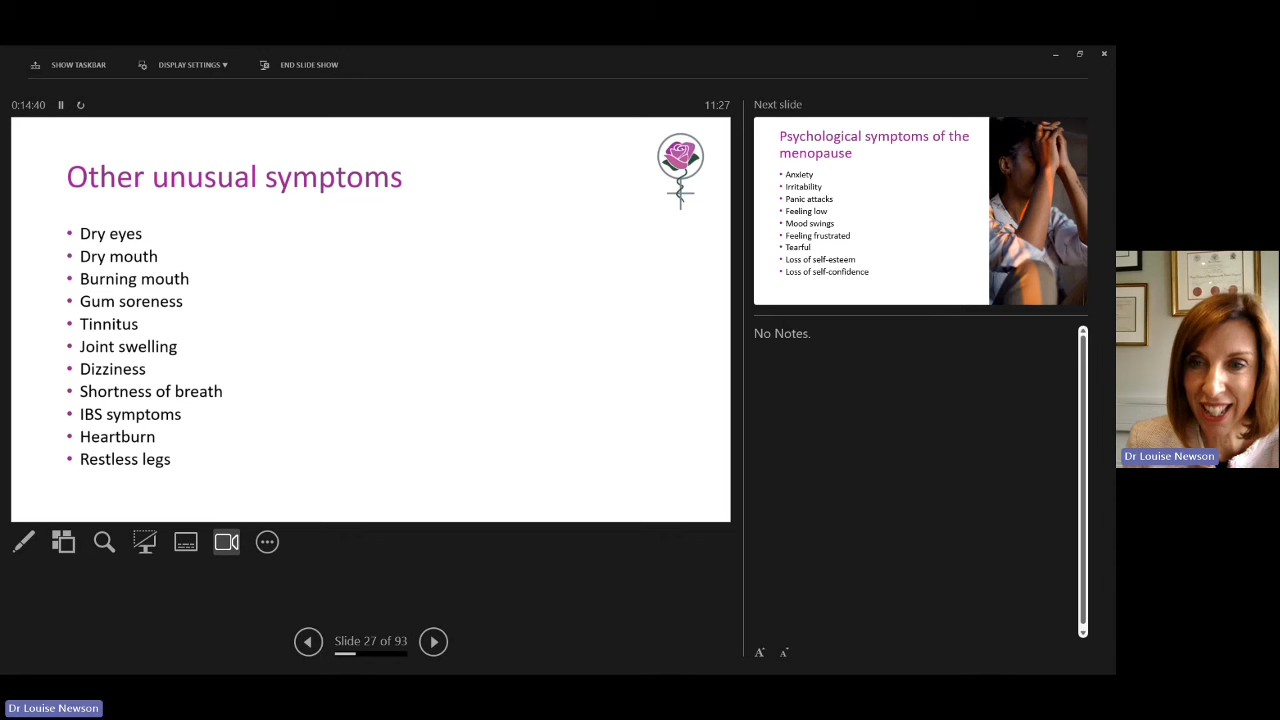 SHOW TASKBAR
DISPLAY SETTINGS
END SLIDE SHOW
0:14:40
11:27
Other unusual symptoms
• Dry eyes
• Dry mouth
• Burning mouth
• Gum soreness
• Tinnitus
• Joint swelling
• Dizziness
• Shortness of breath
• IBS symptoms
• Heartburn
• Restless legs
Slide 27 of 93
Next slide
Psychological symptoms of the
menopause
• Anxiety
• Irritability
• Panic attacks
• Feeling low
• Mood swings
• Feeling frustrated
• Tearful
• Loss of self-esteem
• Loss of self-confidence
No Notes.
A
A
Dr Louise Newson
Dr Louise Newson